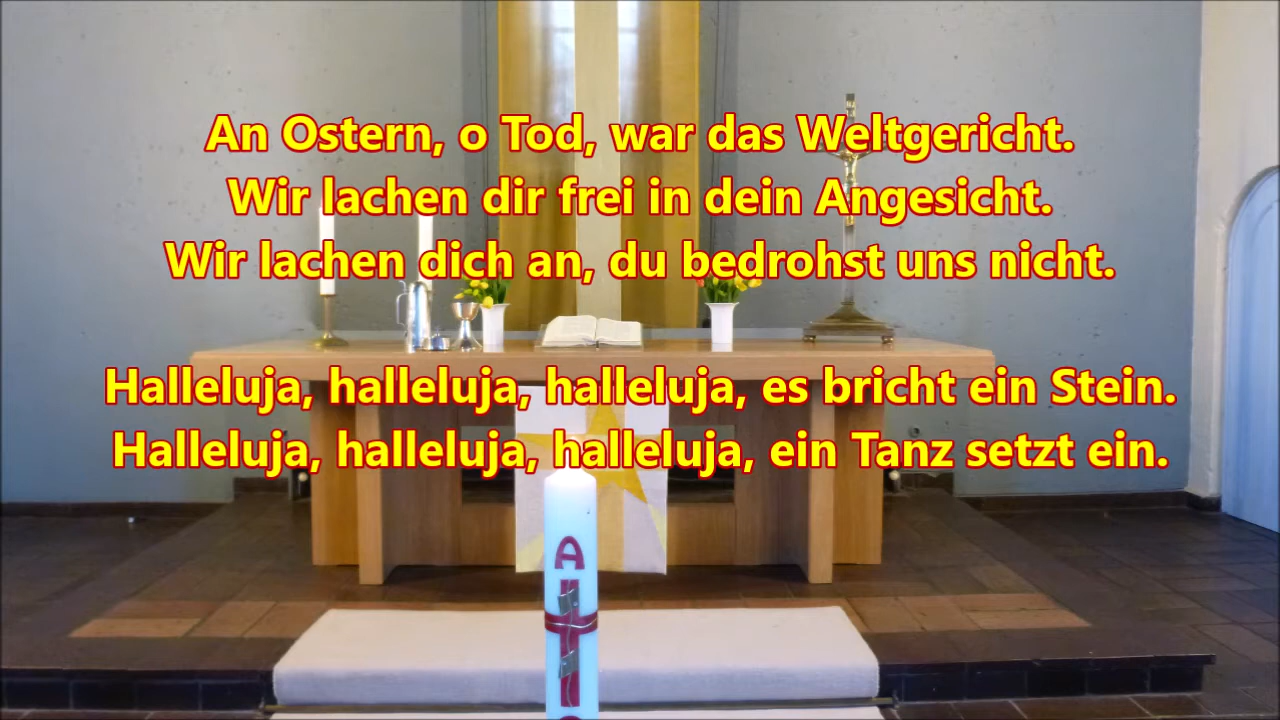 An Ostern, o Tod, war das Weltgericht.
Wir lachen dir frei in dein Angesicht.
Wir lachen dich an, du bedrohst uns nicht.
Halleluja, halleluja, halleluja, es bricht ein Stein.
Halleluja, halleluja, halleluja, ein Tanz setzt ein.
A